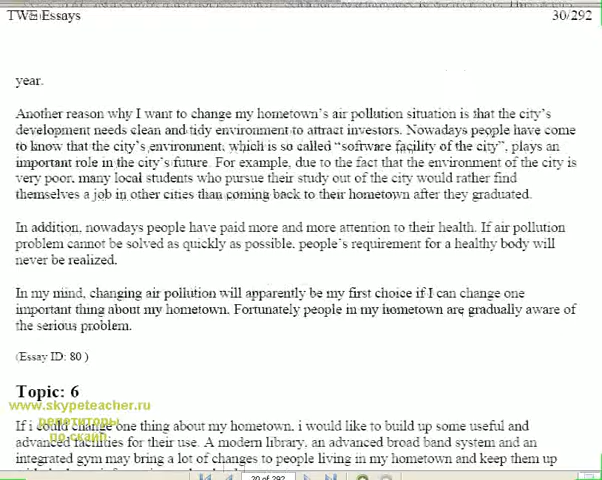 TWE Essays 30/292
year.
Another reason why I want to change my hometown's air pollution situation is that the city's
development needs clean and tidy environment to attract investors. Nowadays people have come
to know that the city's environment, which is so called "software facility of the city", plays an
important role in the city's future. For example, due to the fact that the environment of the city is
very poor, many local students who pursue their study out of the city would rather find
themselves a job in other cities than coming back to their hometown after they graduated.
In addition, nowadays people have paid more and more attention to their health. If air pollution
problem cannot be solved as quickly as possible, people's requirement for a healthy body will
never be realized.
In my mind, changing air pollution will apparently be my first choice if I can change one
important thing about my hometown. Fortunately people in my hometown are gradually aware of
the serious problem.
(Essay ID: 80 )
Topic: 6
www.skypeteacher.ru
репетиторы
по скайп
If i could change one thing about my hometown, i would like to build up some useful and
advanced facilities for their use. A modern library, an advanced broad band system and an
integrated gym may bring a lot of changes to people living in my hometown and keep them up
20 of 292